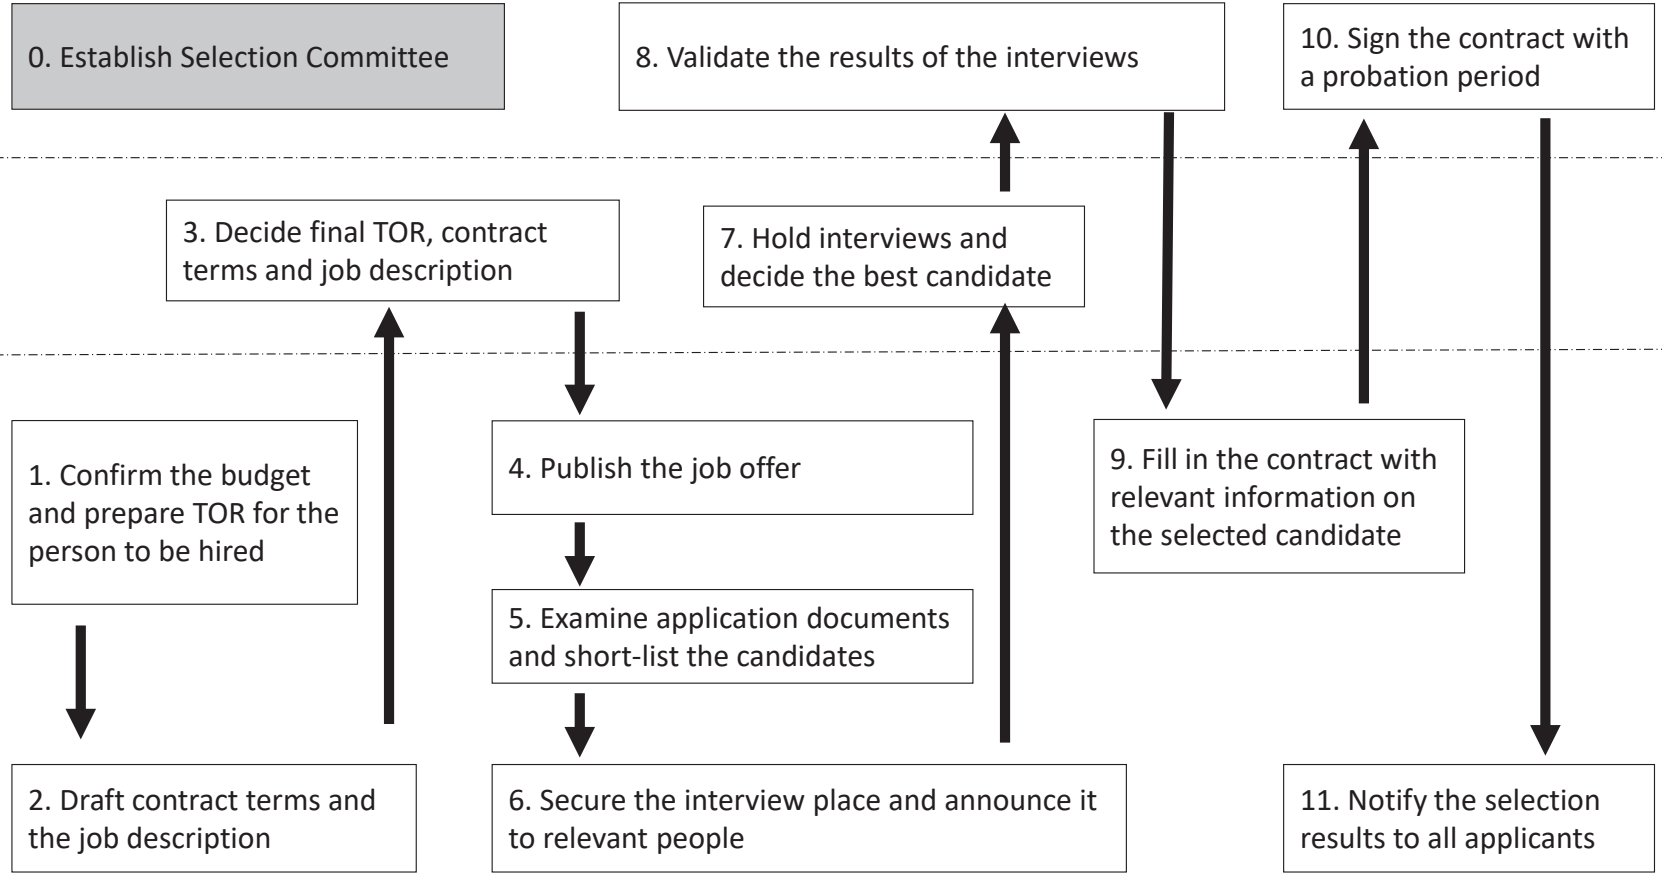 0. Establish Selection Committee
8. Validate the results of the interviews
10. Sign the contract with
a probation period
3. Decide final TOR, contract
terms and job description
7. Hold interviews and
decide the best candidate
1. Confirm the budget
and prepare TOR for the
person to be hired
4. Publish the job offer
9. Fill in the contract with
relevant information on
the selected candidate
5. Examine application documents
and short-list the candidates
2. Draft contract terms and
the job description
6. Secure the interview place and announce it
to relevant people
11. Notify the selection
results to all applicants